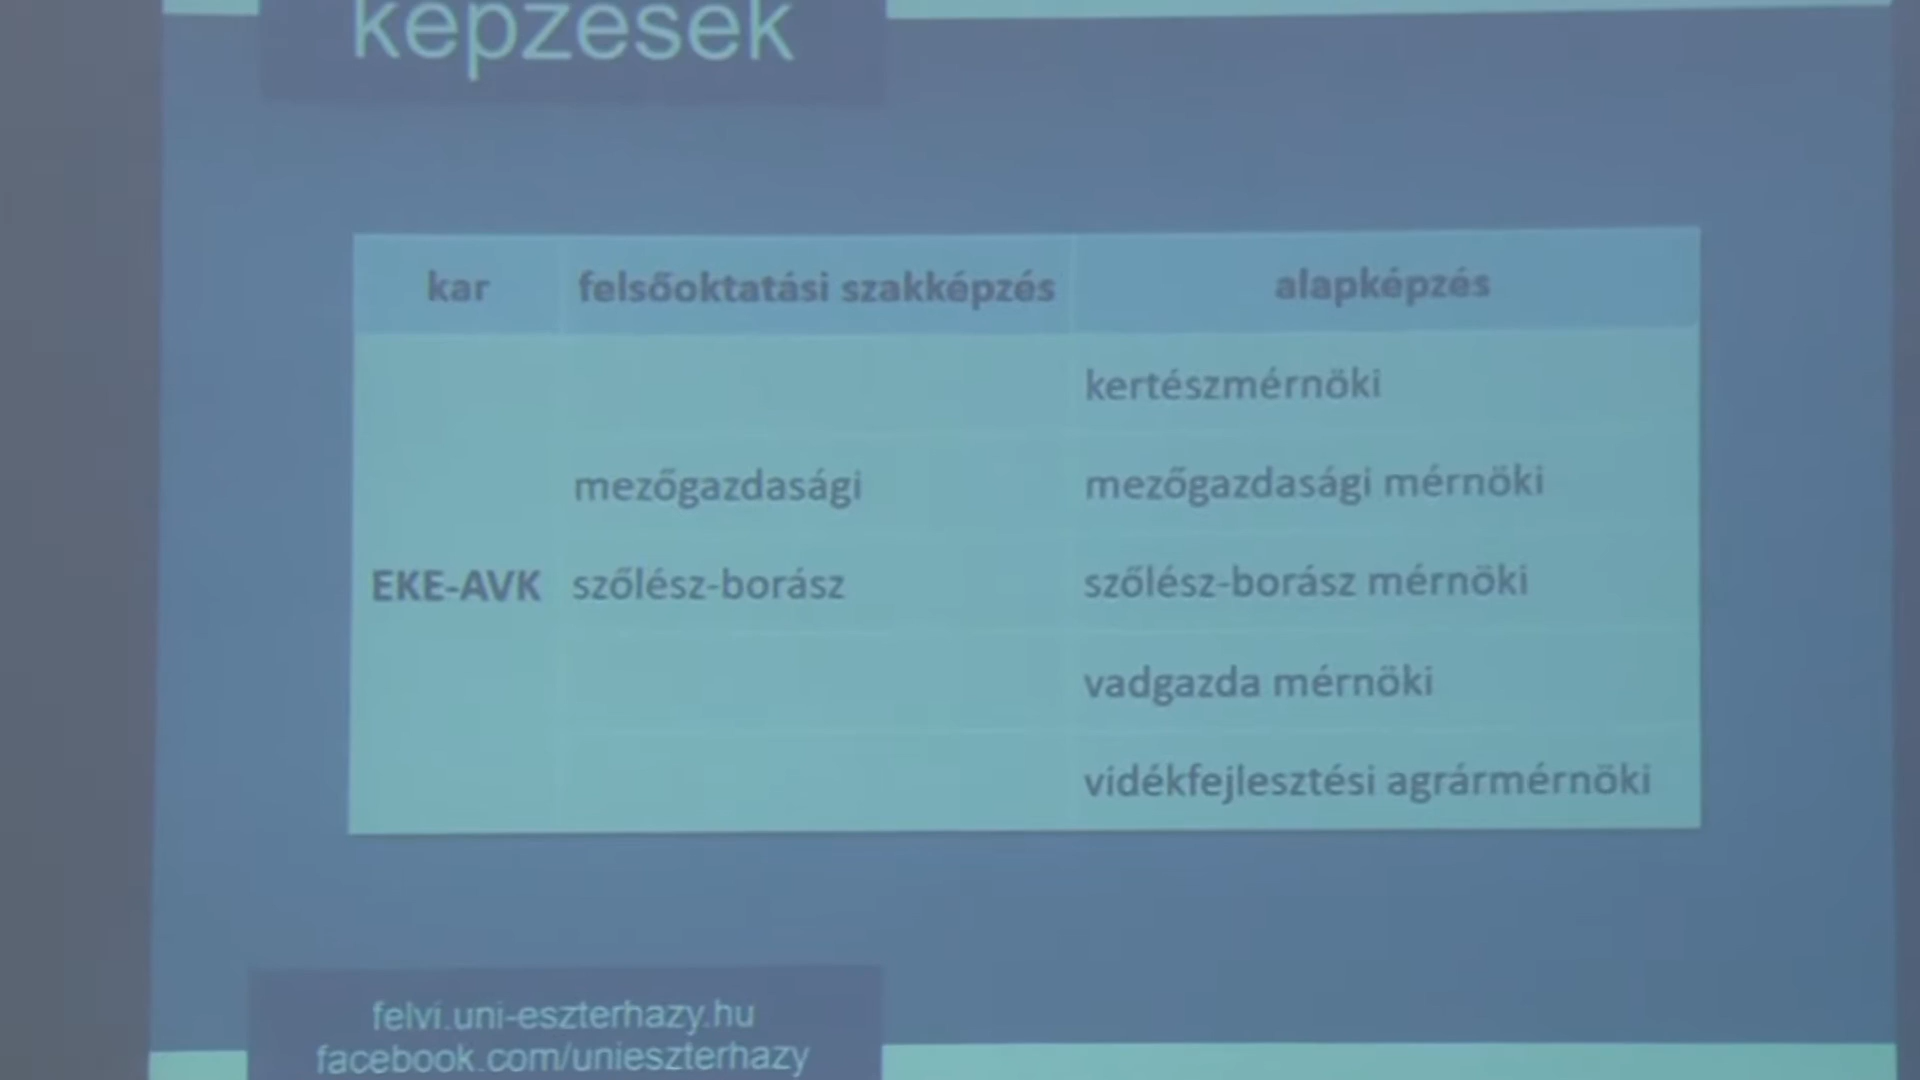 képzések
kar felsőoktatási szakképzés alapképzés
kertészmérnöki
mezőgazdasági mezőgazdasági mérnöki
EKE-AVK szőlész-borász szőlész-borász mérnöki
vadgazda mérnöki
vidékfejlesztési agrármérnöki
felvi.uni-eszterhazy.hu
facebook.com/unieszterhazy